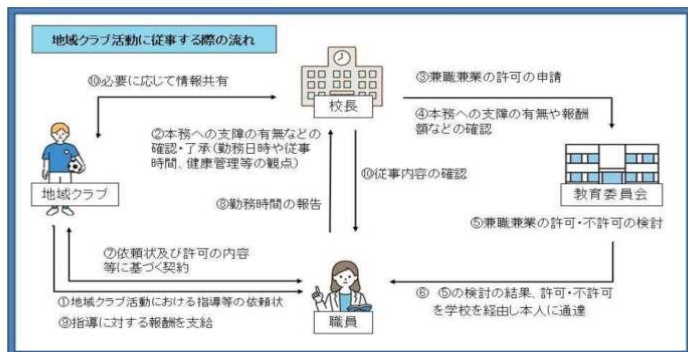 地域クラブ活動に従事する際の流れ
⑩必要に応じて情報共有
③兼職兼業の許可の申請
校長
④本務への支障の有無や報酬
額などの確認
②本務への支障の有無などの
確認・了承(勤務日時や従事
時間、健康管理等の観点)
⑩従事内容の確認
地域クラブ
教育委員会
⑧勤務時間の報告
⑤兼職兼業の許可・不許可の検討
⑦依頼状及び許可の内容
等に基づく契約
①地域クラブ活動における指導等の依頼状
⑨指導に対する報酬を支給
職員
⑥ ⑤の検討の結果、許可・不許可
を学校を経由し本人に通達